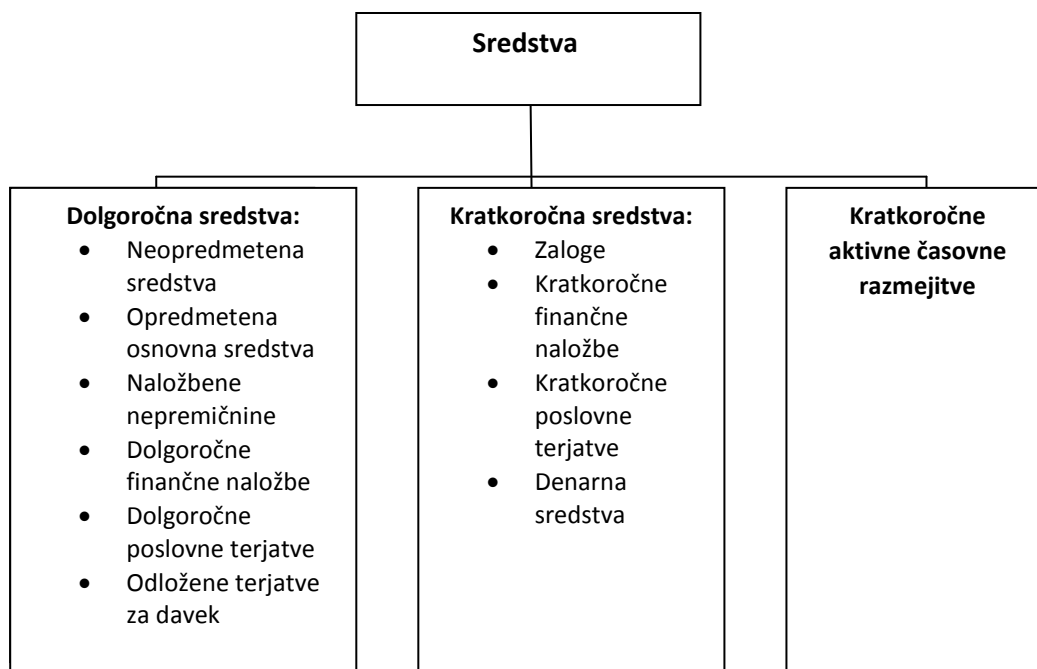 Sredstva
Dolgoročna sredstva:
• Neopredmetena
sredstva
• Opredmetena
osnovna sredstva
• Naložbene
nepremičnine
• Dolgoročne
finančne naložbe
• Dolgoročne
poslovne terjatve
• Odložene terjatve
za davek
Kratkoročna sredstva:
• Zaloge
• Kratkoročne
finančne
naložbe
• Kratkoročne
poslovne
terjatve
• Denarna
sredstva
Kratkoročne
aktivne časovne
razmejitve